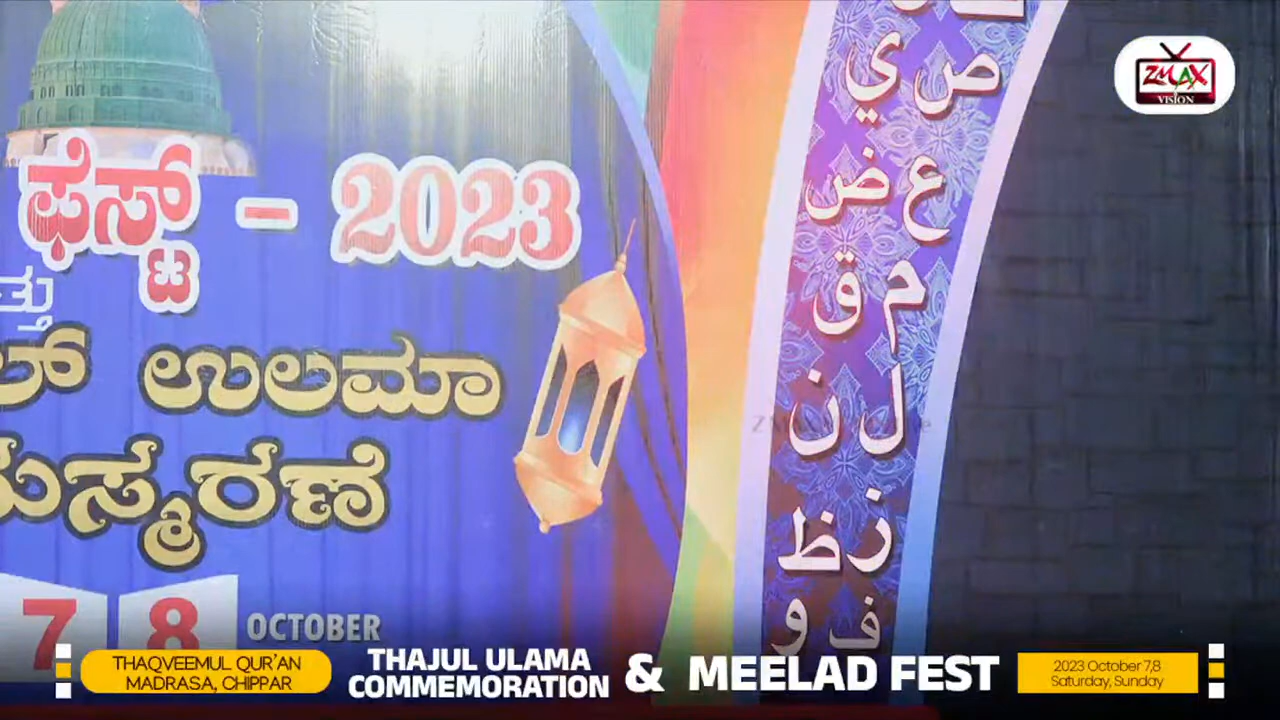 ಫೆಸ್ಟ್ - 2023
ತ್ತು
ಲ್ ಉಲಮಾ
ಸ್ಮರಣೆ
7 8 OCTOBER
ي ص
ض ع
ق م
ن ل
ظ ز
و ف
ZMAX
VISION
THAQVEEMUL QUR'AN
MADRASA, CHIPPAR
THAJUL ULAMA
COMMEMORATION
& MEELAD FEST
2023 October 7,8
Saturday, Sunday